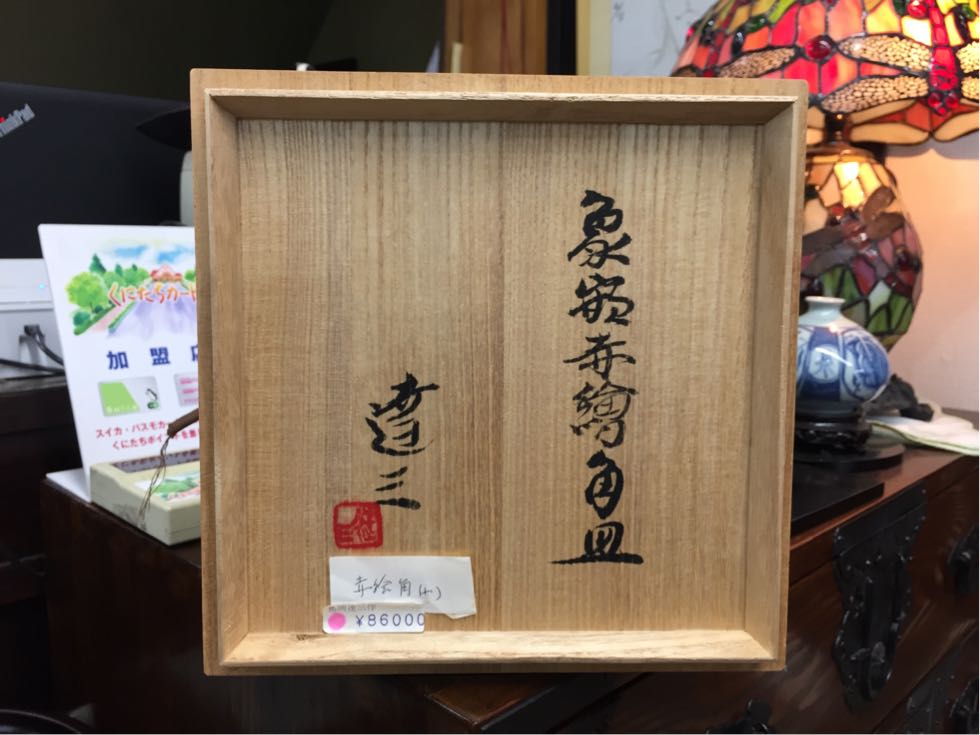 象嵌赤繪角皿
達三
赤絵角(小)
¥86000
ThinkPad
くにたちカード
加盟店
スイカ・パスモカ
くにたちポイントを